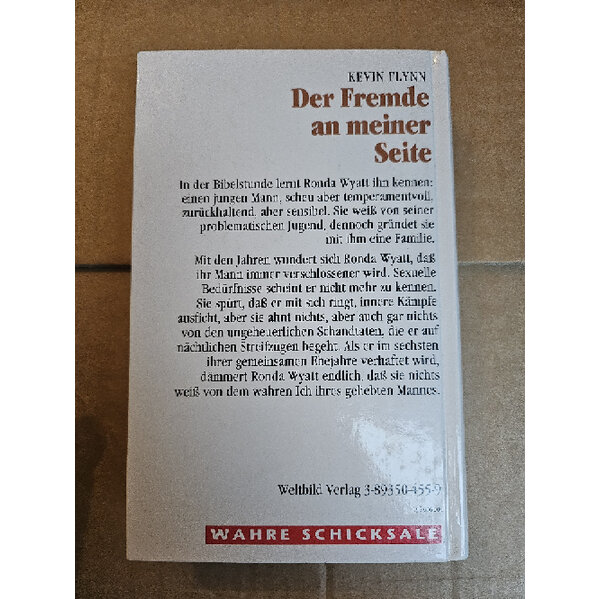 KEVIN FLYNN
Der Fremde
an meiner
Seite
In der Bibelstunde lernt Ronda Wyatt ihn kennen:
einen jungen Mann, scheu aber temperamentvoll,
zurückhaltend, aber sensibel. Sie weiß von seiner
problematischen Jugend, dennoch gründet sie
mit ihm eine Familie.
Mit den Jahren wundert sich Ronda Wyatt, daß
ihr Mann immer verschlossener wird. Sexuelle
Bedürfnisse scheint er nicht mehr zu kennen.
Sie spürt, daß er mit sich ringt, innere Kämpfe
ausficht, aber sie ahnt nichts, aber auch gar nichts
von den ungeheuerlichen Schandtaten, die er auf
nächtlichen Streifzügen begeht. Als er im sechsten
ihrer gemeinsamen Ehejahre verhaftet wird,
dämmert Ronda Wyatt endlich, daß sie nichts
weiß von dem wahren Ich ihres geliebten Mannes.
Weltbild Verlag 3-89350-455-9
WAHRE SCHICKSALE